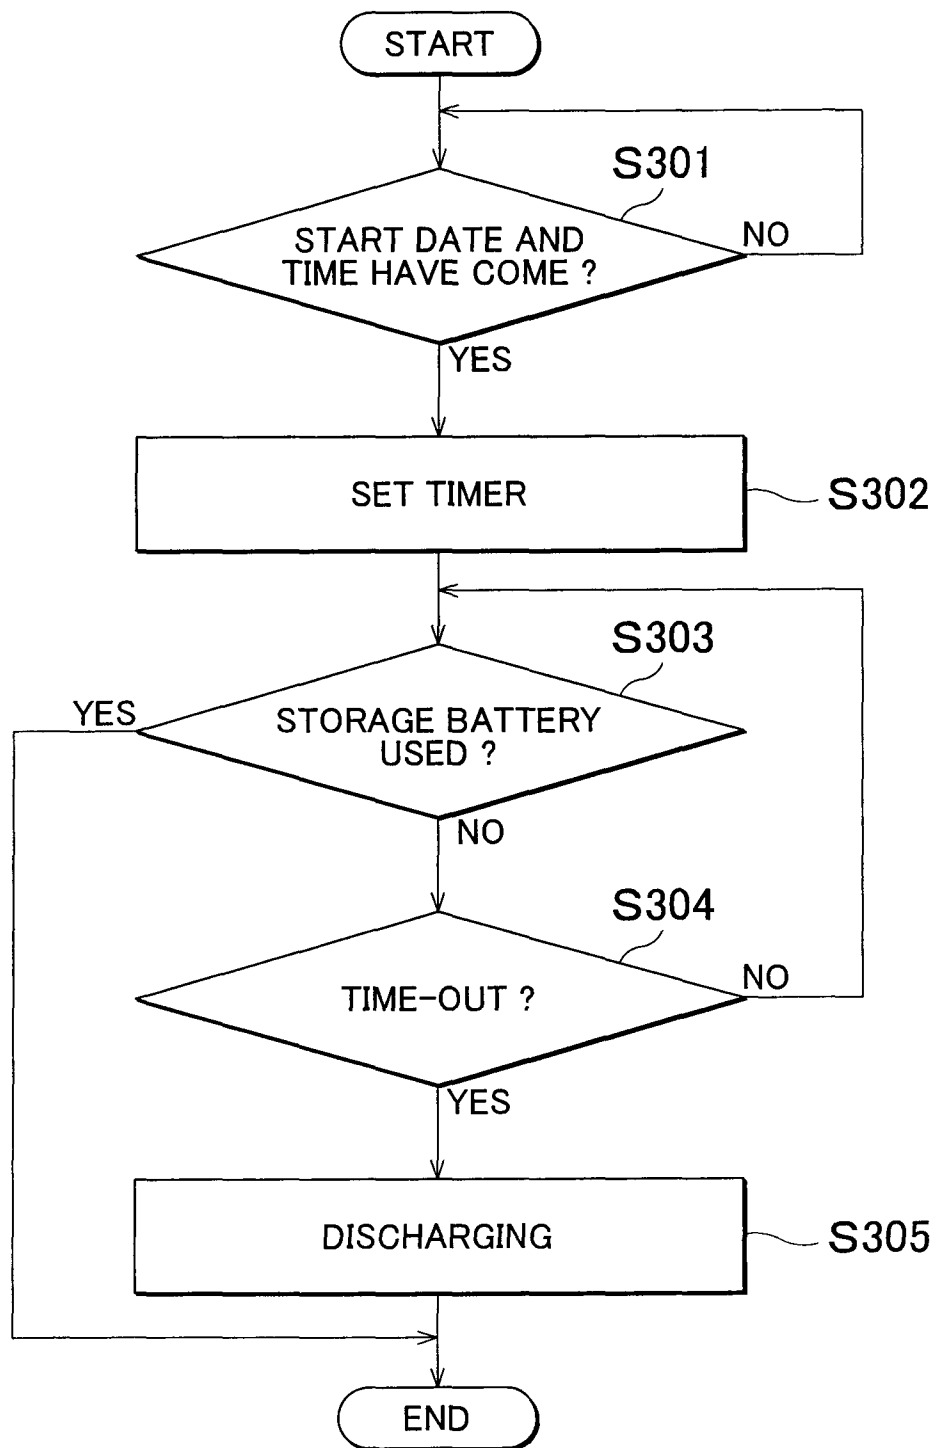 START
S301
START DATE AND
TIME HAVE COME ?
NO
YES
SET TIMER
S302
S303
YES
STORAGE BATTERY
USED ?
NO
S304
TIME-OUT ?
NO
YES
DISCHARGING
S305
END